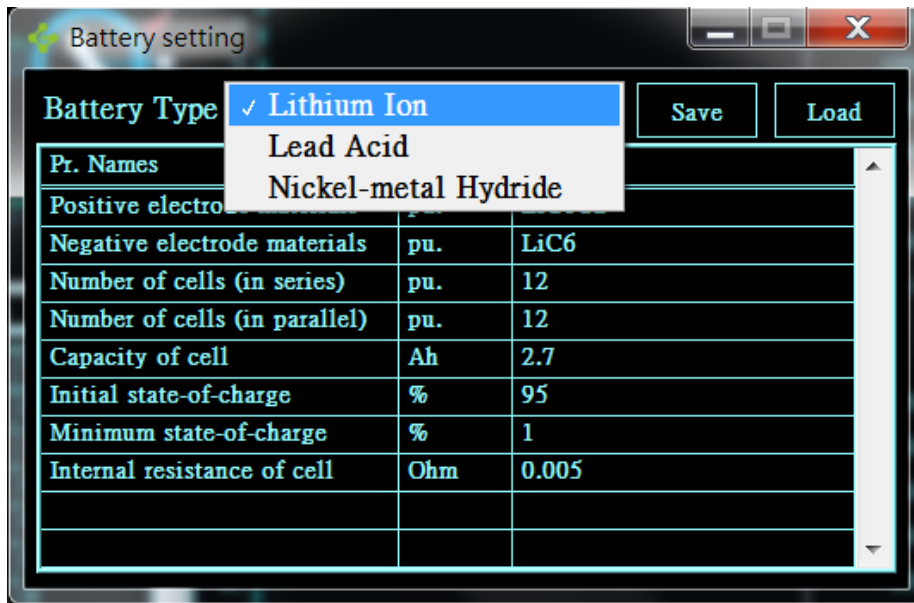 Battery setting
Battery Type ✓ Lithium Ion Save Load
Lead Acid
Pr. Names
Nickel-metal Hydride
Positive
Negative electrode materials pu. LiC6
Number of cells (in series) pu. 12
Number of cells (in parallel) pu. 12
Capacity of cell Ah 2.7
Initial state-of-charge % 95
Minimum state-of-charge % 1
Internal resistance of cell Ohm 0.005